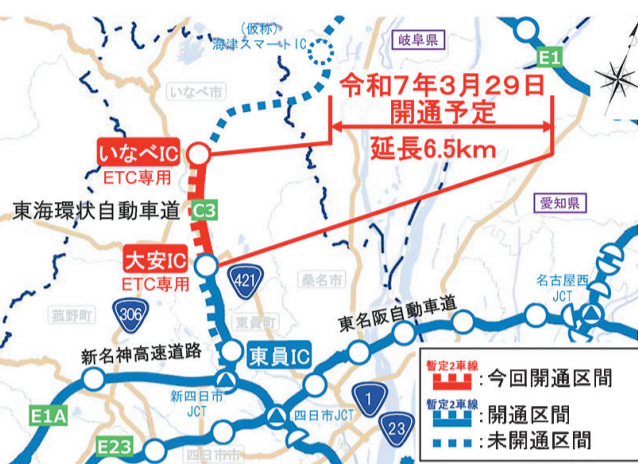 (仮称)
海津スマートIC
岐阜県
E1
いなべ市
令和7年3月29日
開通予定
延長6.5km
いなべIC
ETC専用
東海環状自動車道
C3
愛知県
大安IC
ETC専用
421
桑名市
名古屋西
JCT
306
菰野町
東員町
東名阪自動車道
新名神高速道路
東員IC
新四日市
JCT
四日市JCT
1
23
E1A
E23
四日市市
暫定2車線
:今回開通区間
暫定2車線
:開通区間
:未開通区間